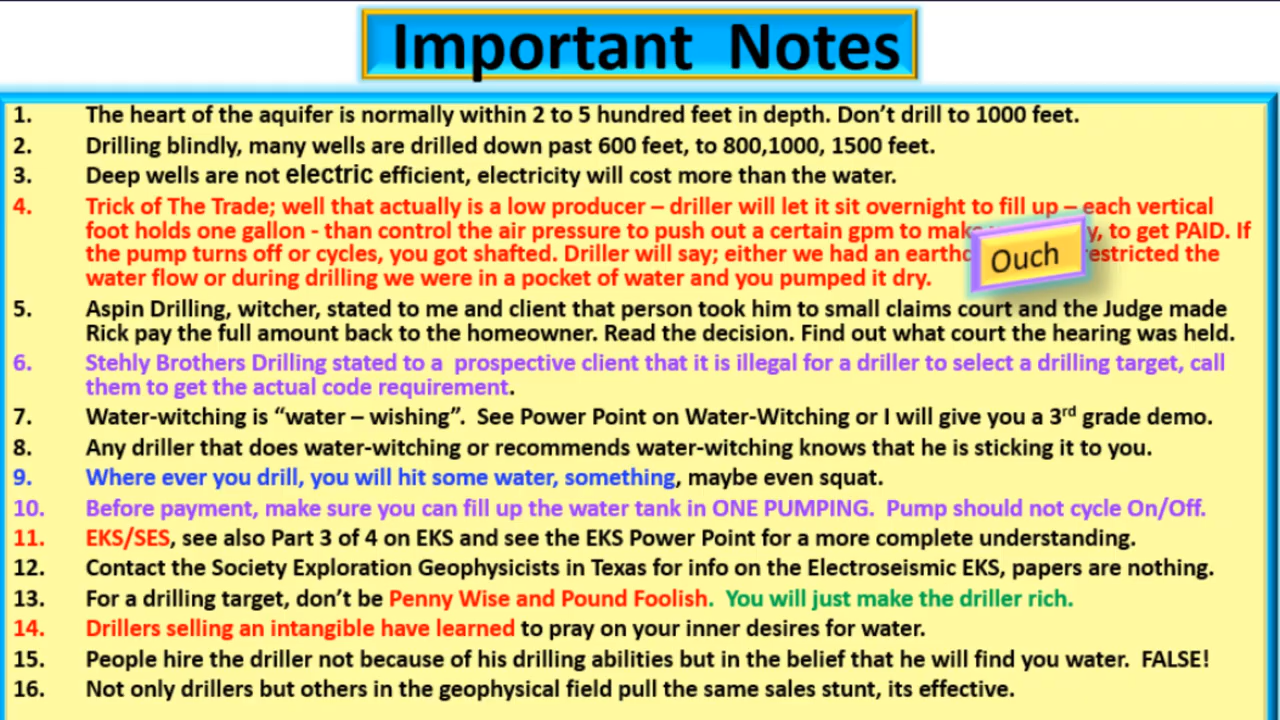 Important Notes
1. The heart of the aquifer is normally within 2 to 5 hundred feet in depth. Don't drill to 1000 feet.
2. Drilling blindly, many wells are drilled down past 600 feet, to 800,1000, 1500 feet.
3. Deep wells are not electric efficient, electricity will cost more than the water.
4. Trick of The Trade; well that actually is a low producer – driller will let it sit overnight to fill up – each vertical
foot holds one gallon - than control the air pressure to push out a certain gpm to to get PAID. If
the pump turns off or cycles, you got shafted. Driller will say; either we had an the
water flow or during drilling we were in a pocket of water and you pumped it dry.
Ouch
5. Aspin Drilling, witcher, stated to me and client that person took him to small claims court and the Judge made
Rick pay the full amount back to the homeowner. Read the decision. Find out what court the hearing was held.
6. Stehly Brothers Drilling stated to a prospective client that it is illegal for a driller to select a drilling target, call
them to get the actual code requirement.
7. Water-witching is “water – wishing”. See Power Point on Water-Witching or I will give you a 3rd grade demo.
8. Any driller that does water-witching or recommends water-witching knows that he is sticking it to you.
9. Where ever you drill, you will hit some water, something, maybe even squat.
10. Before payment, make sure you can fill up the water tank in ONE PUMPING. Pump should not cycle On/Off.
11. EKS/SES, see also Part 3 of 4 on EKS and see the EKS Power Point for a more complete understanding.
12. Contact the Society Exploration Geophysicists in Texas for info on the Electroseismic EKS, papers are nothing.
13. For a drilling target, don't be Penny Wise and Pound Foolish. You will just make the driller rich.
14. Drillers selling an intangible have learned to pray on your inner desires for water.
15. People hire the driller not because of his drilling abilities but in the belief that he will find you water. FALSE!
16. Not only drillers but others in the geophysical field pull the same sales stunt, its effective.